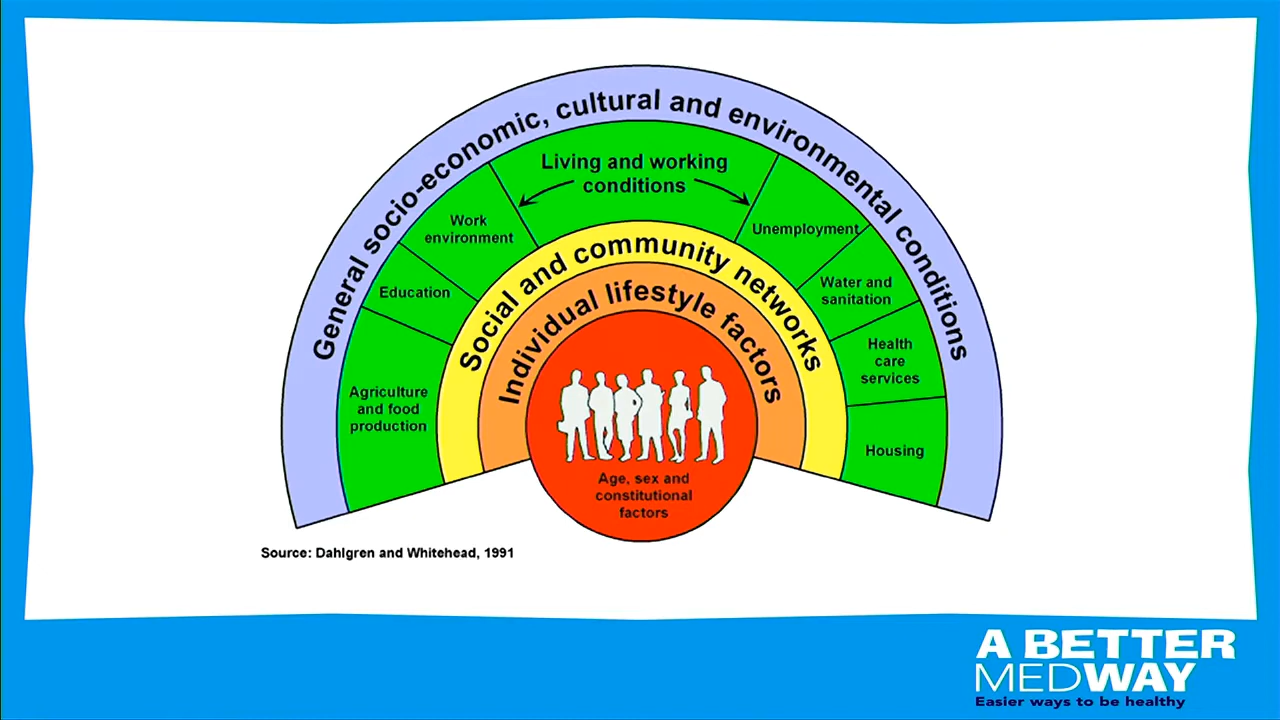 General socio-economic, cultural and environmental conditions
Living and working
conditions
Work
environment
Unemployment
Education
Water and
sanitation
Agriculture
and food
production
Health
care
services
Housing
Social and community networks
Individual lifestyle factors
Age, sex and
constitutional
factors
Source: Dahlgren and Whitehead, 1991
A BETTER
MEDWAY
Easier ways to be healthy